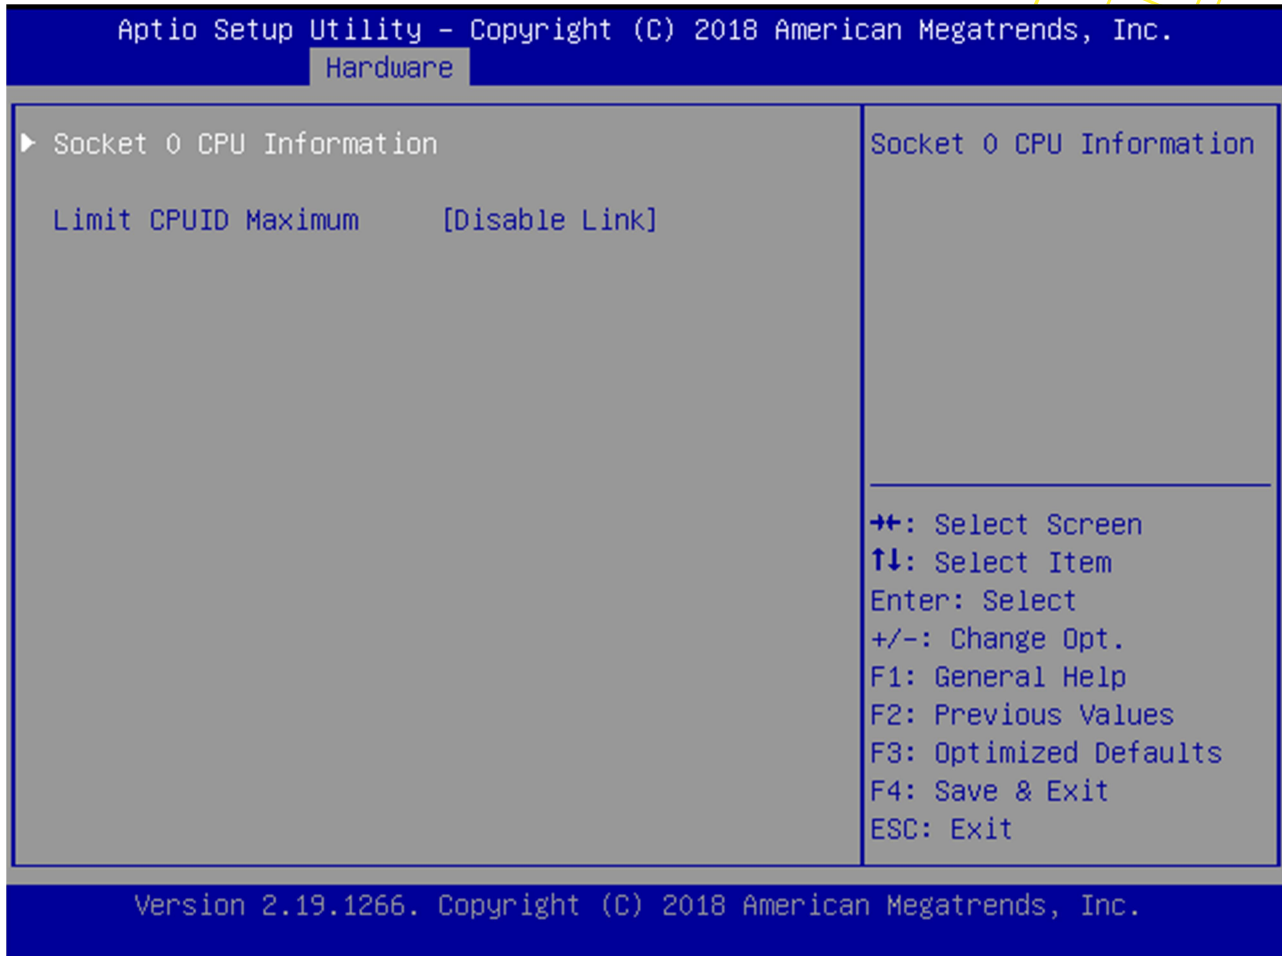 Aptio Setup Utility – Copyright (C) 2018 American Megatrends, Inc.
Hardware
Socket 0 CPU Information
Limit CPUID Maximum [Disable Link]
Socket 0 CPU Information
→←: Select Screen
↑↓: Select Item
Enter: Select
+/-: Change Opt.
F1: General Help
F2: Previous Values
F3: Optimized Defaults
F4: Save & Exit
ESC: Exit
Version 2.19.1266. Copyright (C) 2018 American Megatrends, Inc.